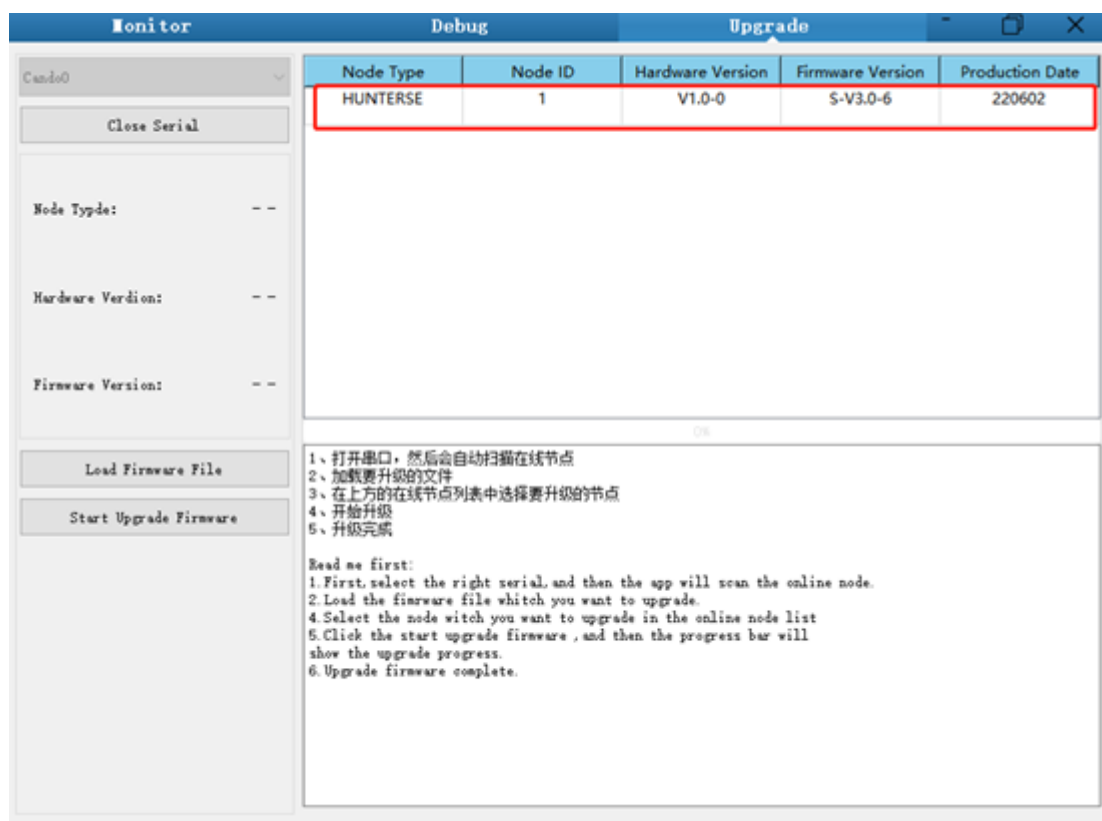 Monitor Debug Upgrade
Cando0
Close Serial
Node Typde: --
Hardware Verdion: --
Firmware Version: --
Load Firmware File
Start Upgrade Firmware
Node Type Node ID Hardware Version Firmware Version Production Date
HUNTERSE 1 V1.0-0 S-V3.0-6 220602
0%
1、打开串口，然后会自动扫描在线节点
2、加载要升级的文件
3、在上方的在线节点列表中选择要升级的节点
4、开始升级
5、升级完成
Read me first:
1.First,select the right serial,and then the app will scan the online node.
2.Load the fimrware file whitch you want to upgrade.
4.Select the node witch you want to upgrade in the online node list
5.Click the start upgrade firmware ,and then the progress bar will
show the upgrade progress.
6.Upgrade firmware complete.